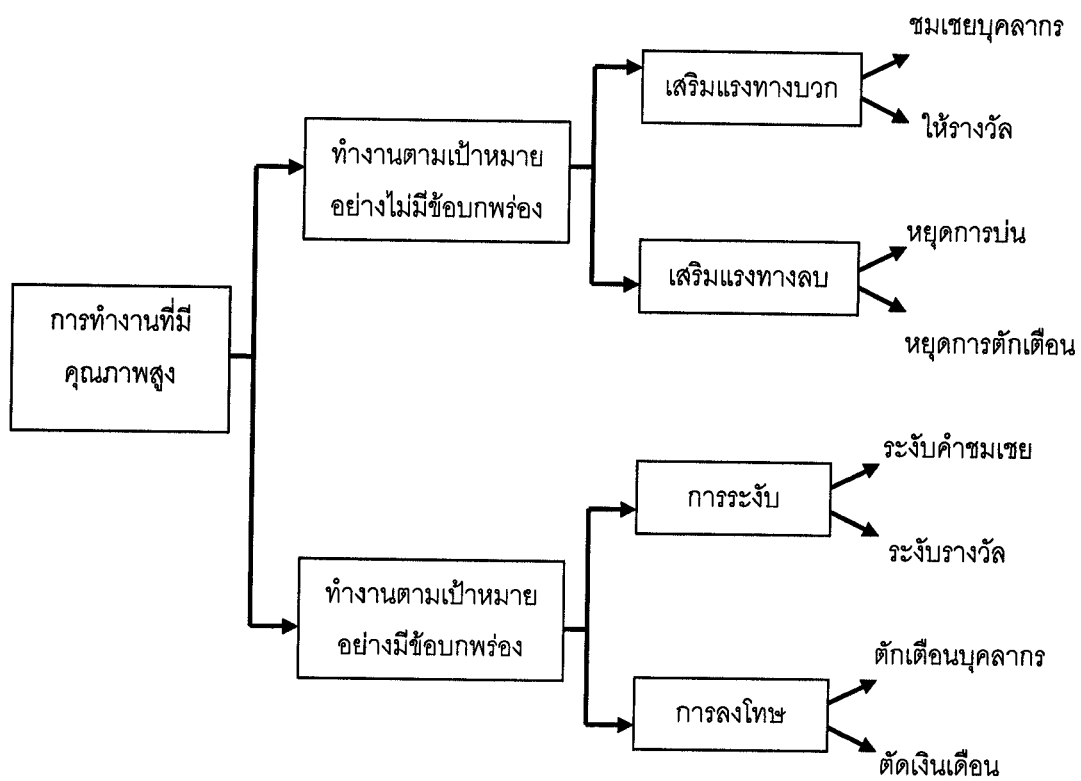 ชมเชยบุคลากร
เสริมแรงทางบวก
ให้รางวัล
ทำงานตามเป้าหมาย
อย่างไม่มีข้อบกพร่อง
หยุดการบ่น
เสริมแรงทางลบ
หยุดการตักเตือน
การทำงานที่มี
คุณภาพสูง
ระงับคำชมเชย
การระงับ
ระงับรางวัล
ทำงานตามเป้าหมาย
อย่างมีข้อบกพร่อง
ตักเตือนบุคลากร
การลงโทษ
ตัดเงินเดือน